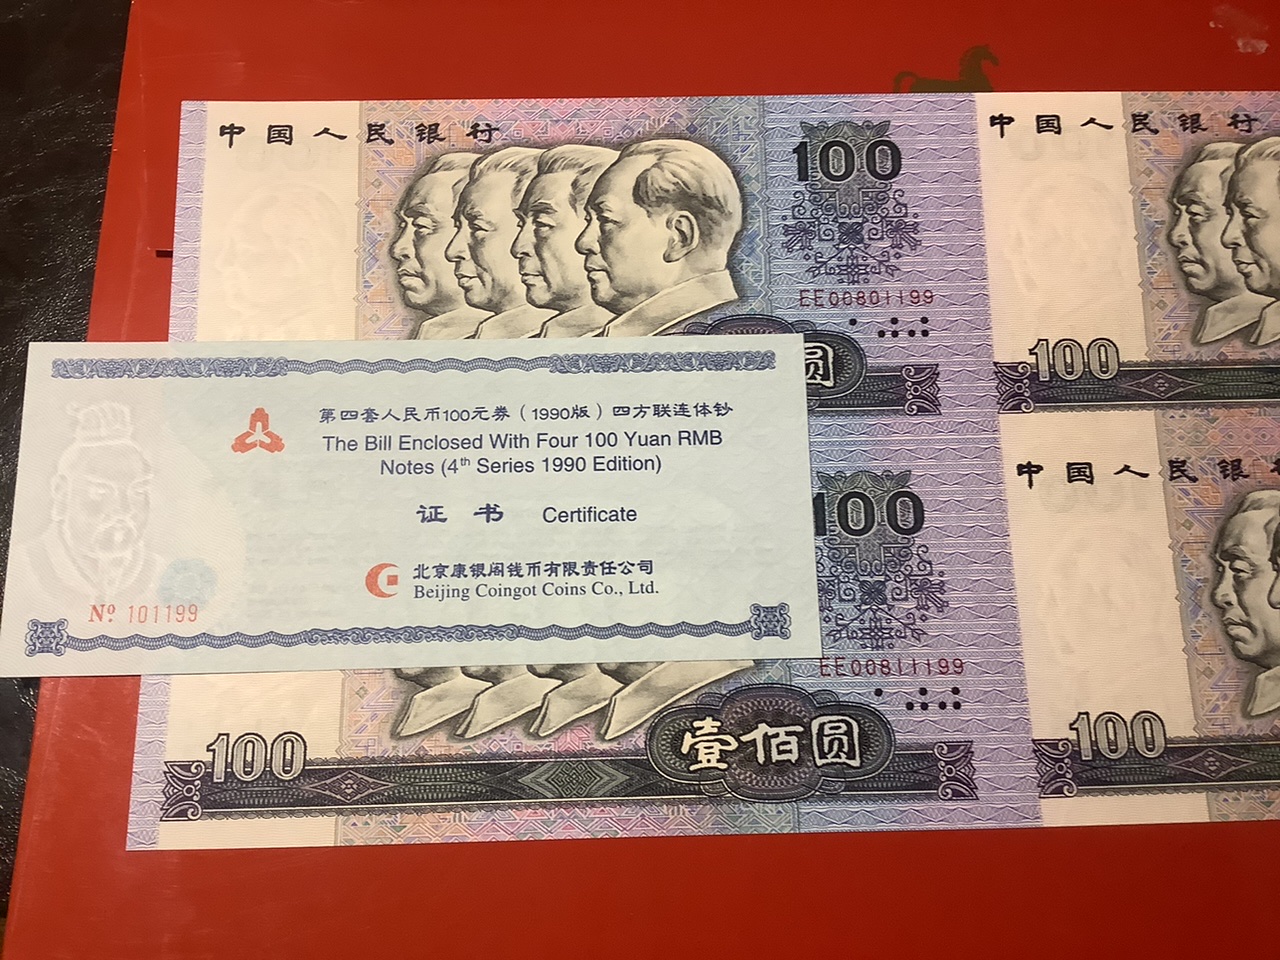 中国人民银行
100
EE00801199
圆
中国人民银行
100
第四套人民币100元券（1990版）四方联连体钞
The Bill Enclosed With Four 100 Yuan RMB
Notes (4th Series 1990 Edition)
证书 Certificate
北京康银阁钱币有限责任公司
Beijing Coingot Coins Co., Ltd.
Nº 101199
100
EE00811199
100
壹佰圆
中国人民银行
100